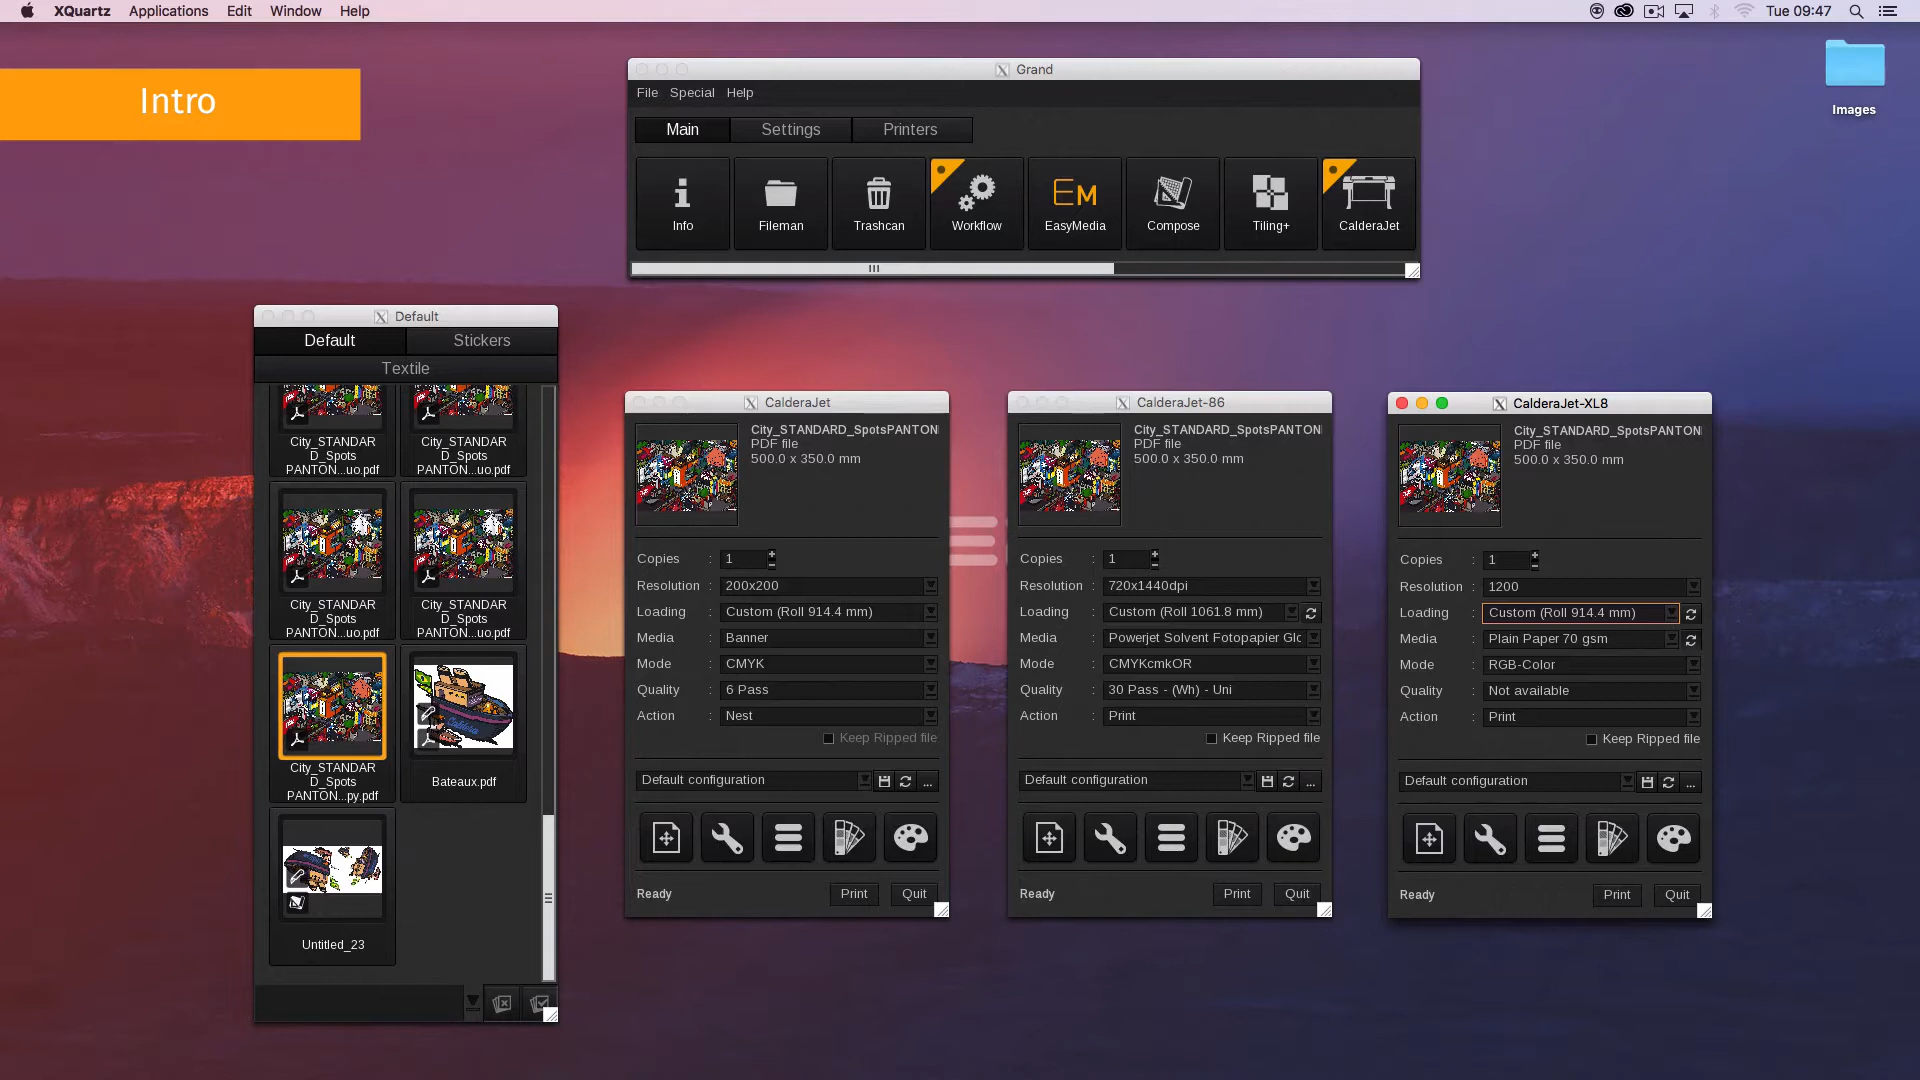 XQuartz Applications Edit Window Help
Tue 09:47
Intro
Images
Grand
File Special Help
Main Settings Printers
Info Fileman Trashcan Workflow EM EasyMedia Compose Tiling+ CalderaJet
Default
Default Stickers
Textile
City_STANDAR
D_Spots
PANTON...uo.pdf
City_STANDAR
D_Spots
PANTON...uo.pdf
City_STANDAR
D_Spots
PANTON...uo.pdf
City_STANDAR
D_Spots
PANTON...uo.pdf
City_STANDAR
D_Spots
PANTON...py.pdf
Bateaux.pdf
Untitled_23
CalderaJet
City_STANDARD_SpotsPANTON
PDF file
500.0 x 350.0 mm
Copies : 1
Resolution : 200x200
Loading : Custom (Roll 914.4 mm)
Media : Banner
Mode : CMYK
Quality : 6 Pass
Action : Nest
Keep Ripped file
Default configuration ...
Ready Print Quit
CalderaJet-86
City_STANDARD_SpotsPANTON
PDF file
500.0 x 350.0 mm
Copies : 1
Resolution : 720x1440dpi
Loading : Custom (Roll 1061.8 mm)
Media : Powerjet Solvent Fotopapier Glo
Mode : CMYKcmkOR
Quality : 30 Pass - (Wh) - Uni
Action : Print
Keep Ripped file
Default configuration ...
Ready Print Quit
CalderaJet-XL8
City_STANDARD_SpotsPANTON
PDF file
500.0 x 350.0 mm
Copies : 1
Resolution : 1200
Loading : Custom (Roll 914.4 mm)
Media : Plain Paper 70 gsm
Mode : RGB-Color
Quality : Not available
Action : Print
Keep Ripped file
Default configuration ...
Ready Print Quit